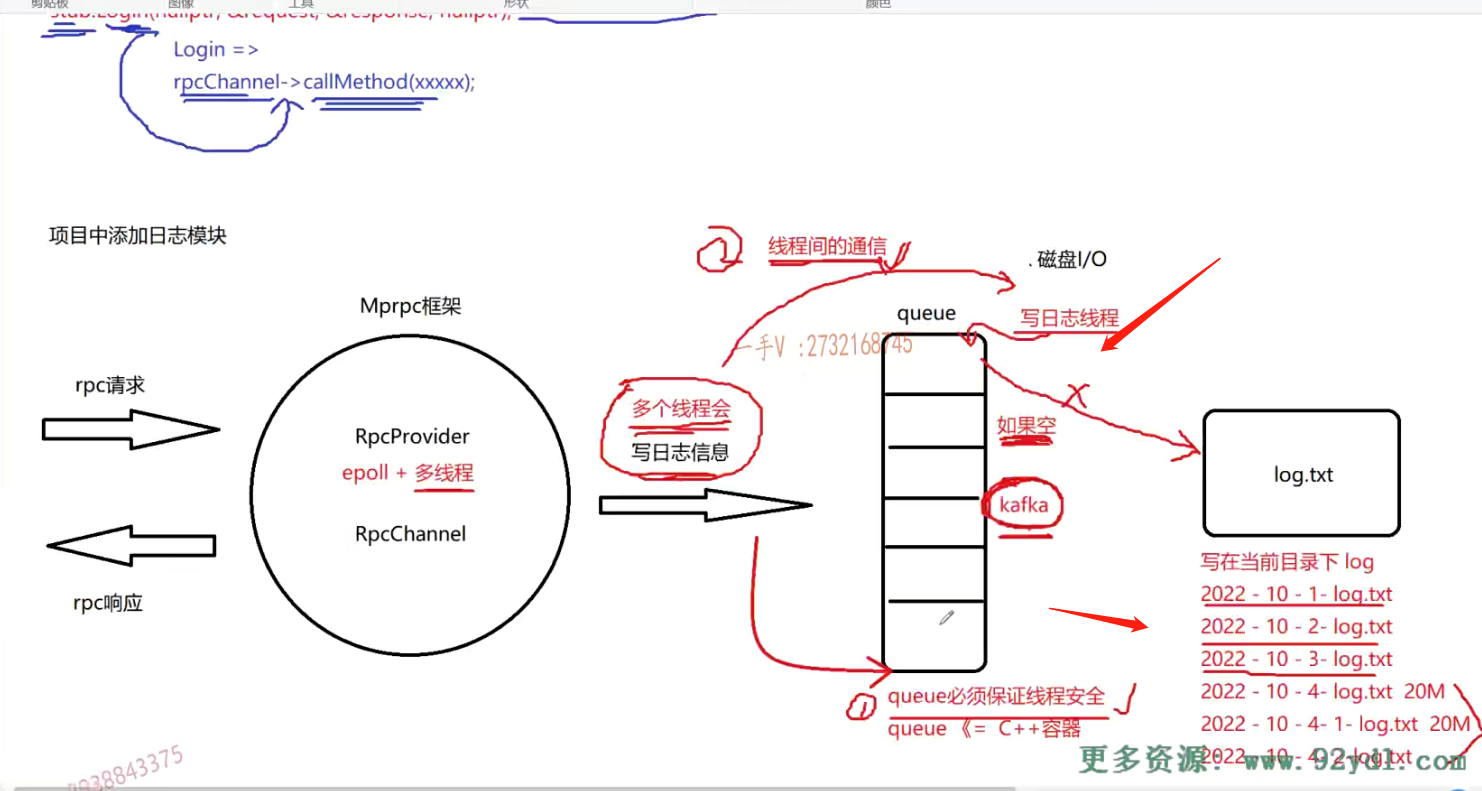 剪贴板 图像 工具 形状 颜色
stub.Login(nullptr, &request, &response, nullptr);
Login =>
rpcChannel->callMethod(xxxxx);
项目中添加日志模块
② 线程间的通信
. 磁盘I/O
Mprpc框架
queue
写日志线程
一手V :2732168745
rpc请求
多个线程会
写日志信息
如果空
X
RpcProvider
epoll + 多线程
RpcChannel
kafka
log.txt
rpc响应
写在当前目录下 log
2022 - 10 - 1- log.txt
2022 - 10 - 2- log.txt
2022 - 10 - 3- log.txt
2022 - 10 - 4- log.txt 20M
2022 - 10 - 4- 1- log.txt 20M
2022 - 10 - 4- 2-log.txt
① queue必须保证线程安全
queue 《= C++容器
更多资源: www.92ydl.com
938843375